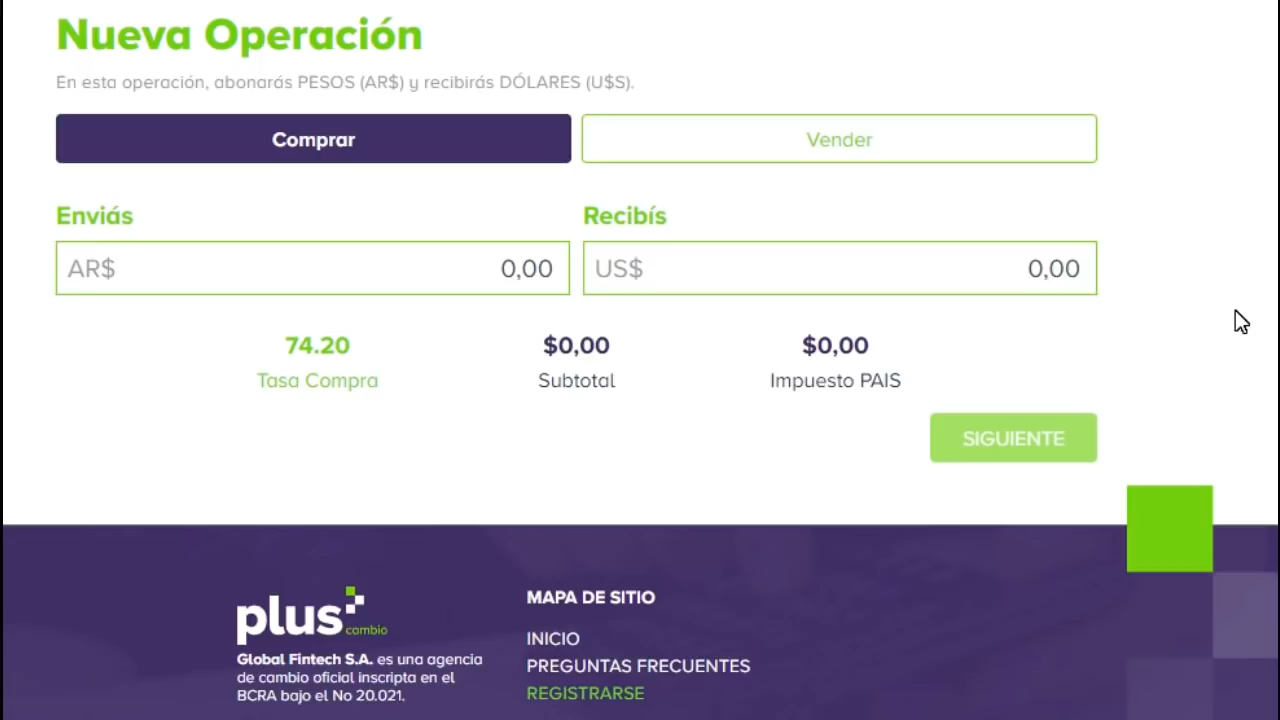 Nueva Operación
En esta operación, abonarás PESOS (AR$) y recibirás DÓLARES (U$S).
Comprar
Vender
Enviás
Recibís
AR$ 0,00
US$ 0,00
74.20
$0,00
$0,00
Tasa Compra
Subtotal
Impuesto PAIS
SIGUIENTE
plus cambio
Global Fintech S.A. es una agencia
de cambio oficial inscripta en el
BCRA bajo el No 20.021.
MAPA DE SITIO
INICIO
PREGUNTAS FRECUENTES
REGISTRARSE